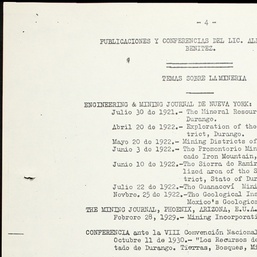 - 4 -
PUBLICACIONES Y CONFERENCIAS DEL LIC. AL
BENITEZ.
TEMAS SOBRE LA MINERIA
ENGINEERING & MINING JOURNAL DE NUEVA YORK:
Julio 30 de 1921.- The Mineral Resour
Durango.
Abril 20 de 1922.- Exploration of the
trict, Durango.
Mayo 20 de 1922.- Mining Districts of
Junio 3 de 1922.- The Promontorio Min
cado Iron Mountain,
Junio 10 de 1922.- The Sierra de Ramir
lized area of the S
trict, State of Dur
Julio 22 de 1922.- The Guanaceví Minin
Novbre. 25 de 1922.- The Geological Ins
Mexico's Geologic
THE MINING JOURNAL, PHOENIX, ARIZONA, E.U.A.
Febrero 28, 1929.- Mining Incorporati
CONFERENCIA ante la VIII Convención Nacional
Octubre 11 de 1930.- "Los Recursos de
tado de Durango. Tierras, Bosques, Mi